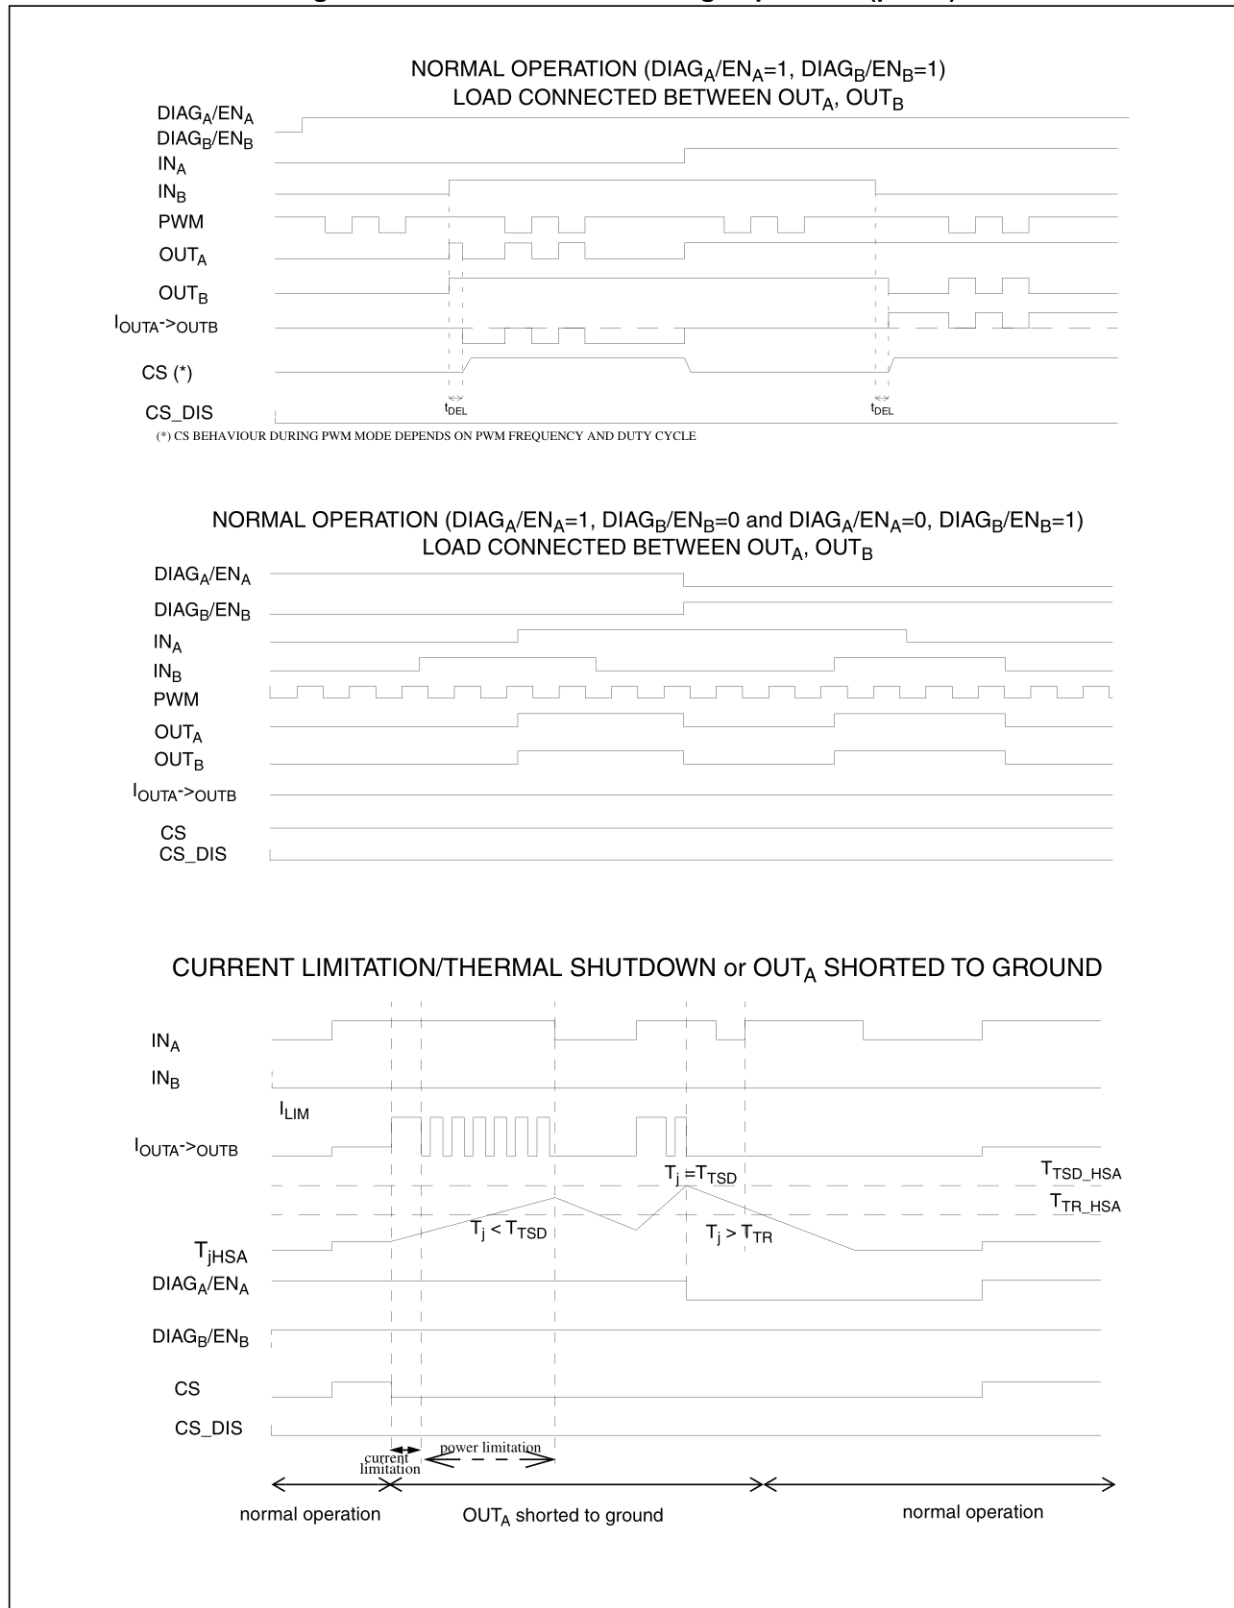 NORMAL OPERATION (DIAGA/ENA=1, DIAGB/ENB=1)
LOAD CONNECTED BETWEEN OUTA, OUTB
DIAGA/ENA
DIAGB/ENB
INA
INB
PWM
OUTA
OUTB
IOUTA->OUTB
CS (*)
tDEL
tDEL
CS_DIS
(*) CS BEHAVIOUR DURING PWM MODE DEPENDS ON PWM FREQUENCY AND DUTY CYCLE
NORMAL OPERATION (DIAGA/ENA=1, DIAGB/ENB=0 and DIAGA/ENA=0, DIAGB/ENB=1)
LOAD CONNECTED BETWEEN OUTA, OUTB
DIAGA/ENA
DIAGB/ENB
INA
INB
PWM
OUTA
OUTB
IOUTA->OUTB
CS
CS_DIS
CURRENT LIMITATION/THERMAL SHUTDOWN or OUTA SHORTED TO GROUND
INA
INB
ILIM
IOUTA->OUTB
Tj =TTSD
TTSD_HSA
TTR_HSA
Tj < TTSD
Tj > TTR
TjHSA
DIAGA/ENA
DIAGB/ENB
CS
CS_DIS
current limitation
power limitation
normal operation
OUTA shorted to ground
normal operation